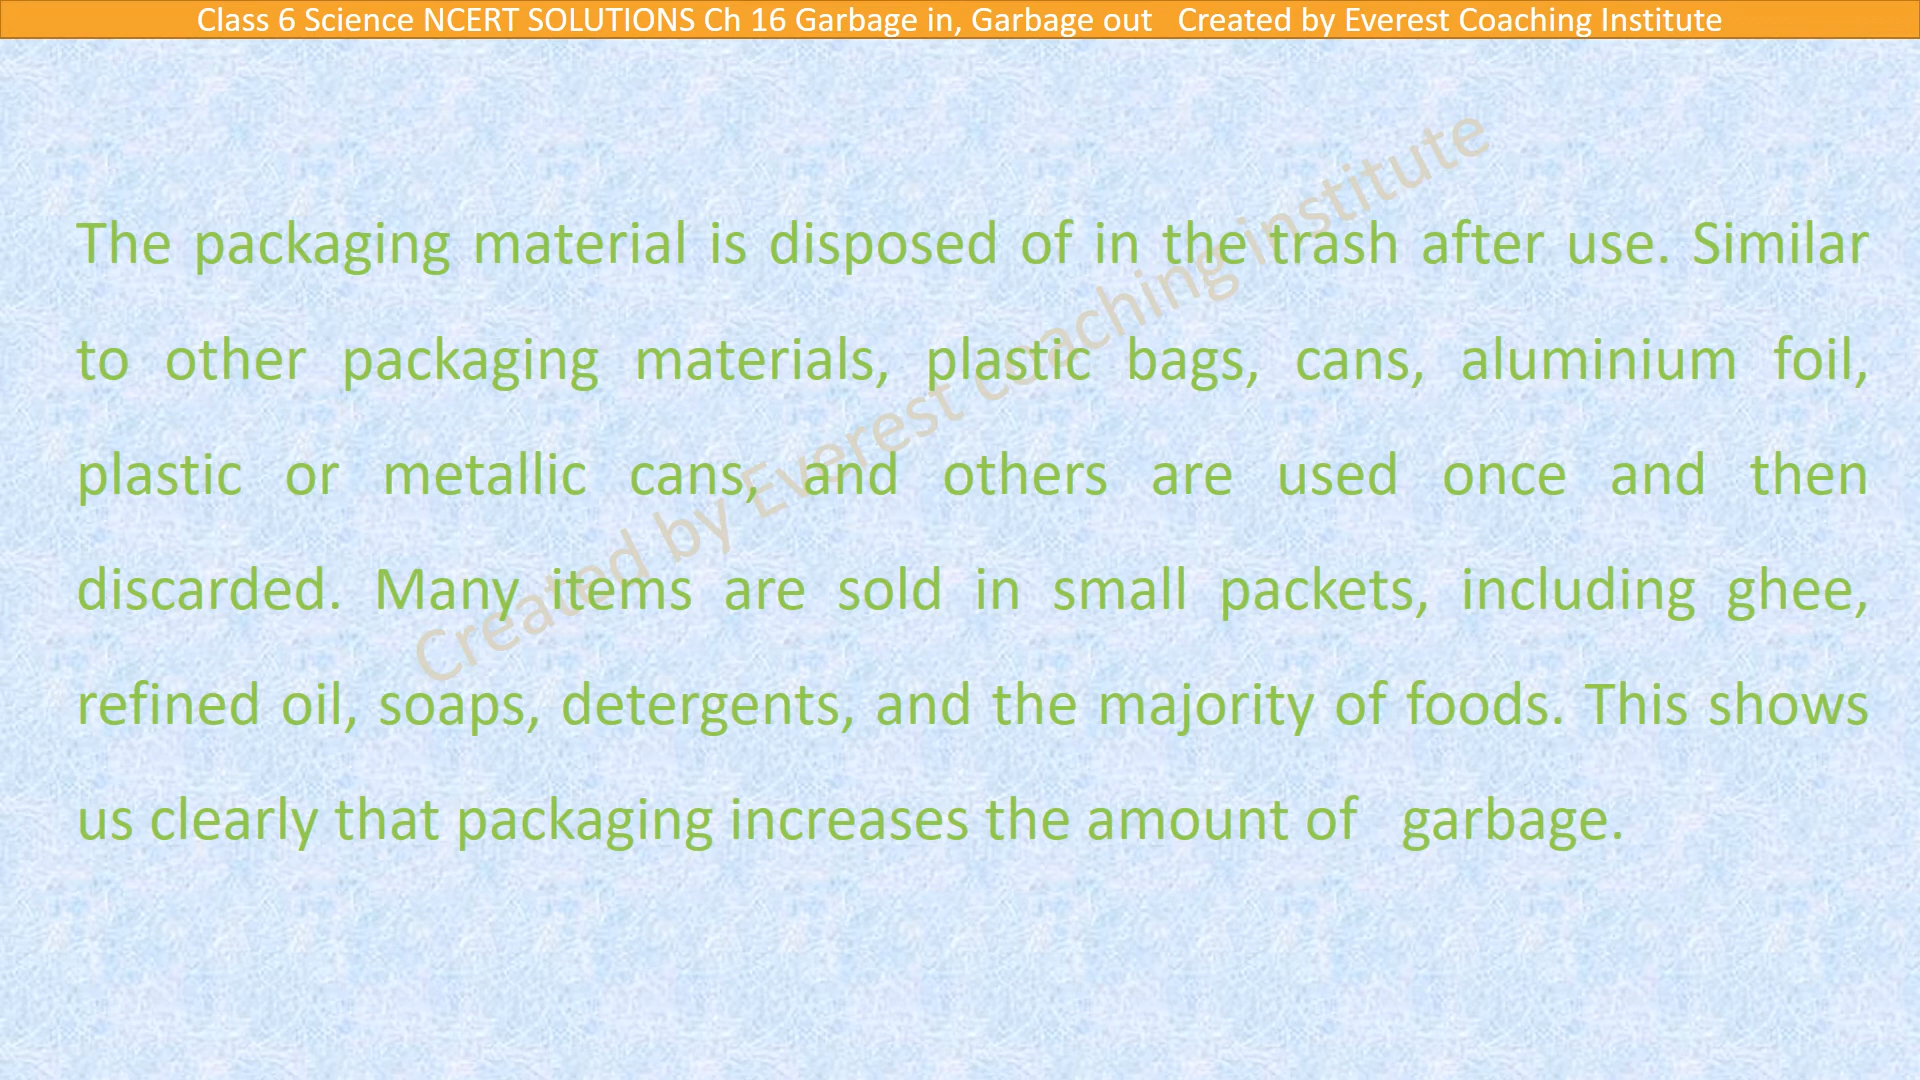 Class 6 Science NCERT SOLUTIONS Ch 16 Garbage in, Garbage out   Created by Everest Coaching Institute
The packaging material is disposed of in the trash after use. Similar
to other packaging materials, plastic bags, cans, aluminium foil,
plastic or metallic cans, and others are used once and then
discarded. Many items are sold in small packets, including ghee,
refined oil, soaps, detergents, and the majority of foods. This shows
us clearly that packaging increases the amount of   garbage.
Created by Everest coaching institute